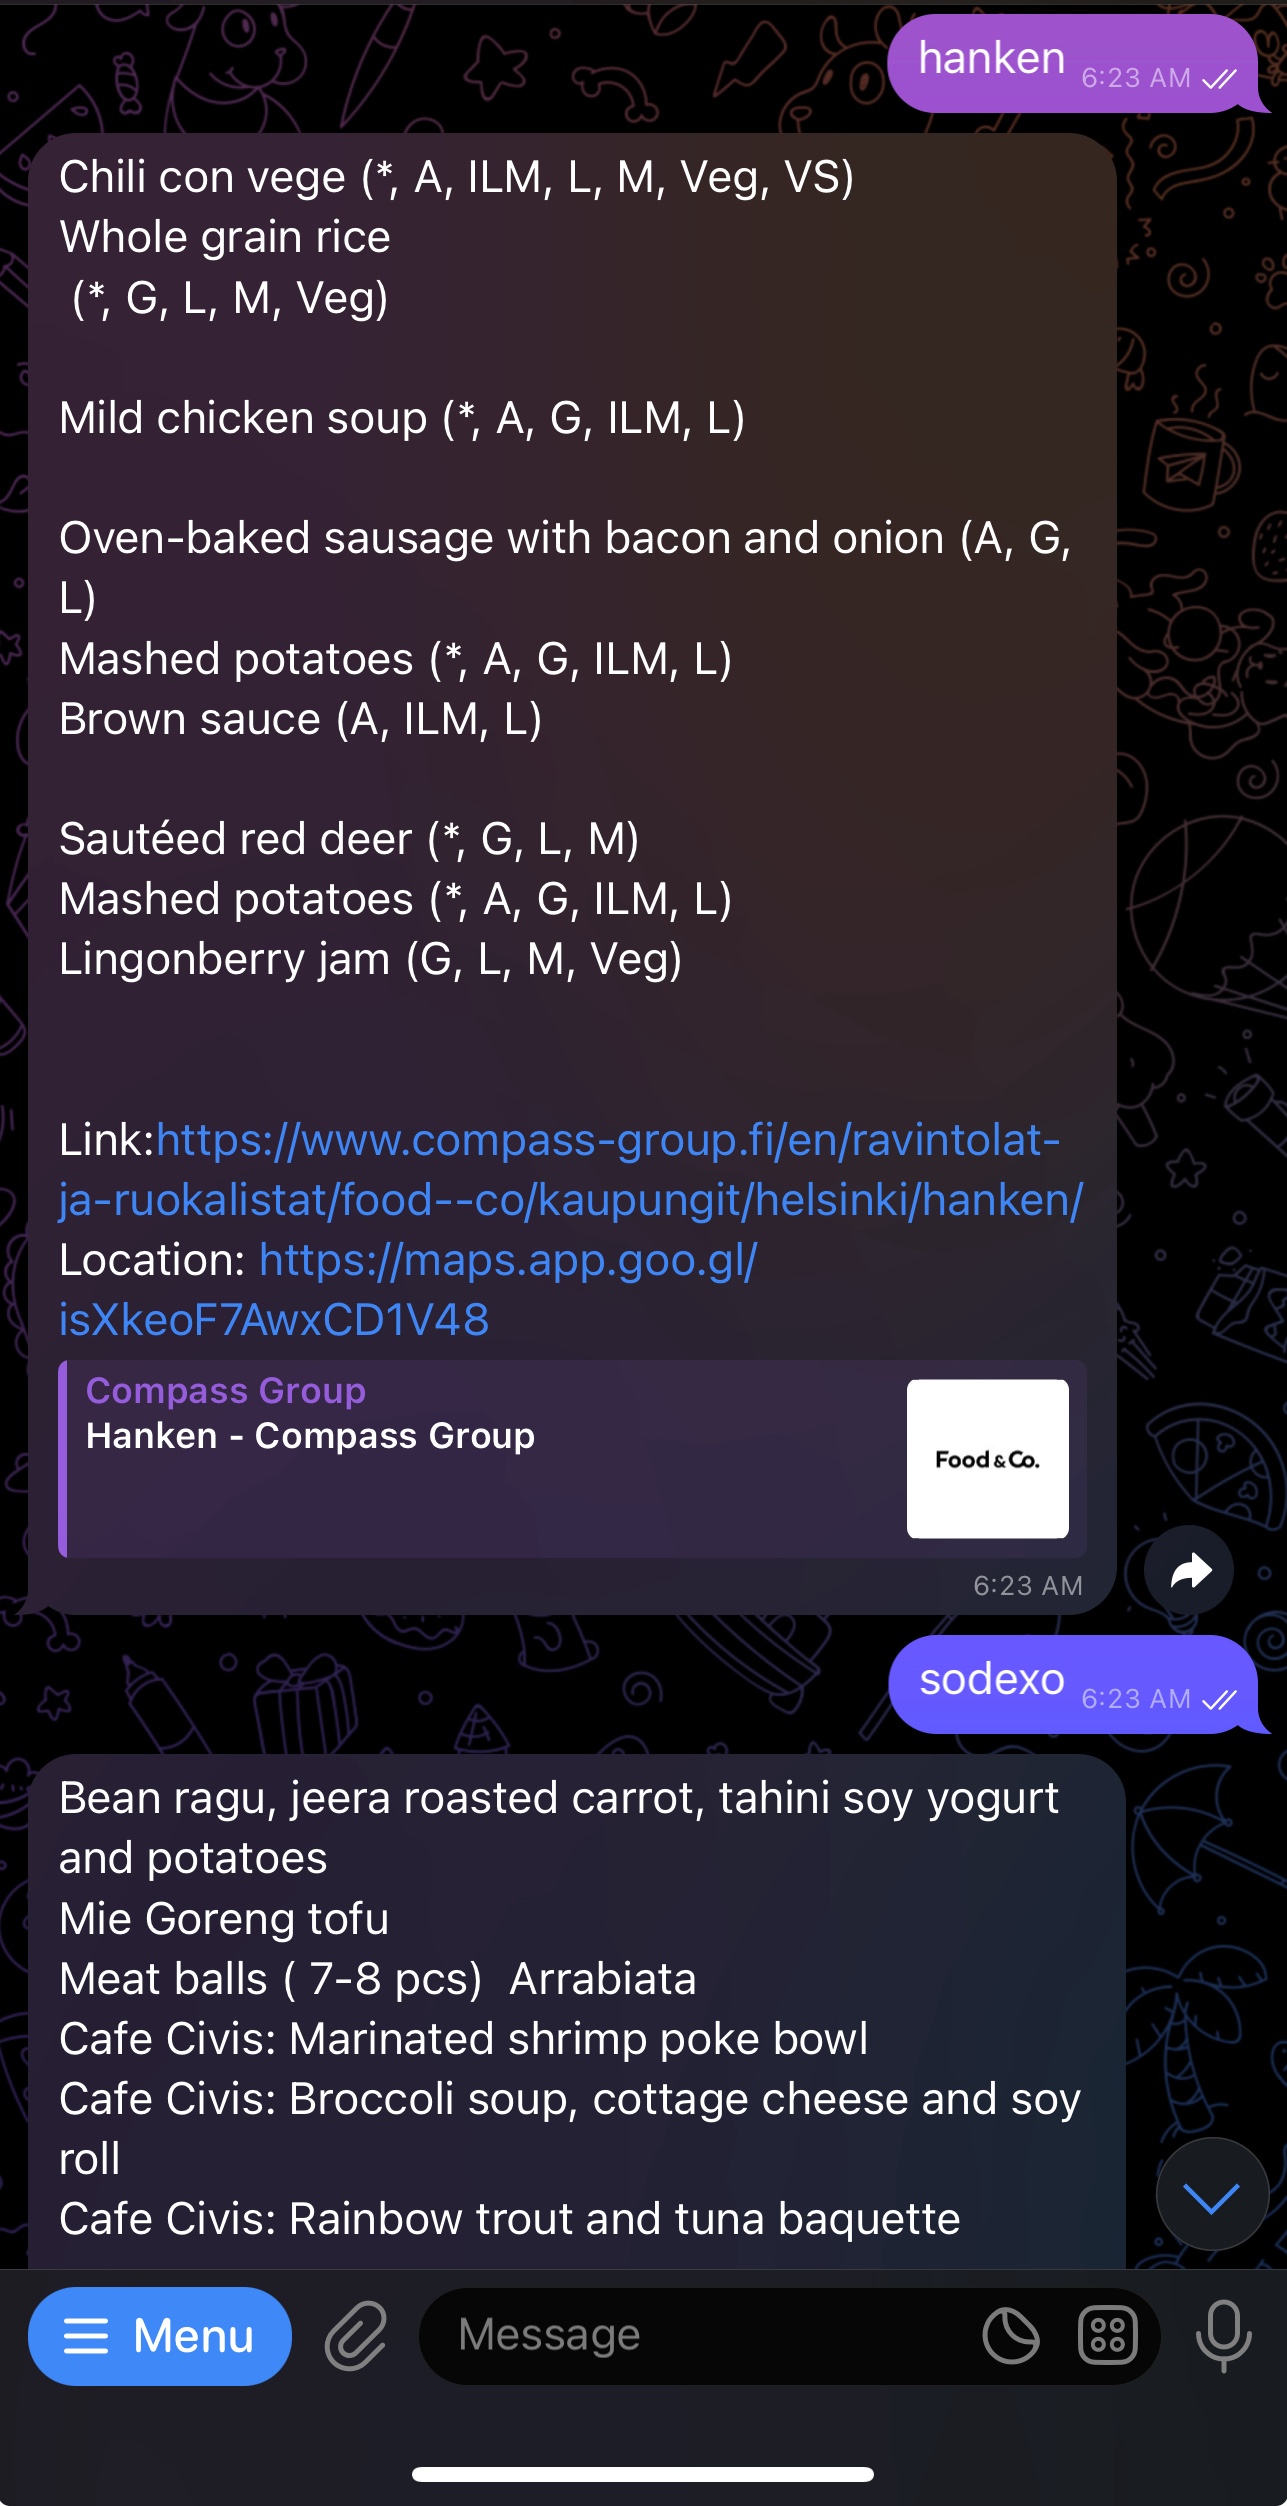 hanken 6:23 AM
Chili con vege (*, A, ILM, L, M, Veg, VS)
Whole grain rice
(*, G, L, M, Veg)
Mild chicken soup (*, A, G, ILM, L)
Oven-baked sausage with bacon and onion (A, G,
L)
Mashed potatoes (*, A, G, ILM, L)
Brown sauce (A, ILM, L)
Sautéed red deer (*, G, L, M)
Mashed potatoes (*, A, G, ILM, L)
Lingonberry jam (G, L, M, Veg)
Link:https://www.compass-group.fi/en/ravintolat-
ja-ruokalistat/food--co/kaupungit/helsinki/hanken/
Location: https://maps.app.goo.gl/
isXkeoF7AwxCD1V48
Compass Group
Hanken - Compass Group
Food & Co.
6:23 AM
sodexo 6:23 AM
Bean ragu, jeera roasted carrot, tahini soy yogurt
and potatoes
Mie Goreng tofu
Meat balls ( 7-8 pcs)  Arrabiata
Cafe Civis: Marinated shrimp poke bowl
Cafe Civis: Broccoli soup, cottage cheese and soy
roll
Cafe Civis: Rainbow trout and tuna baquette
Menu
Message